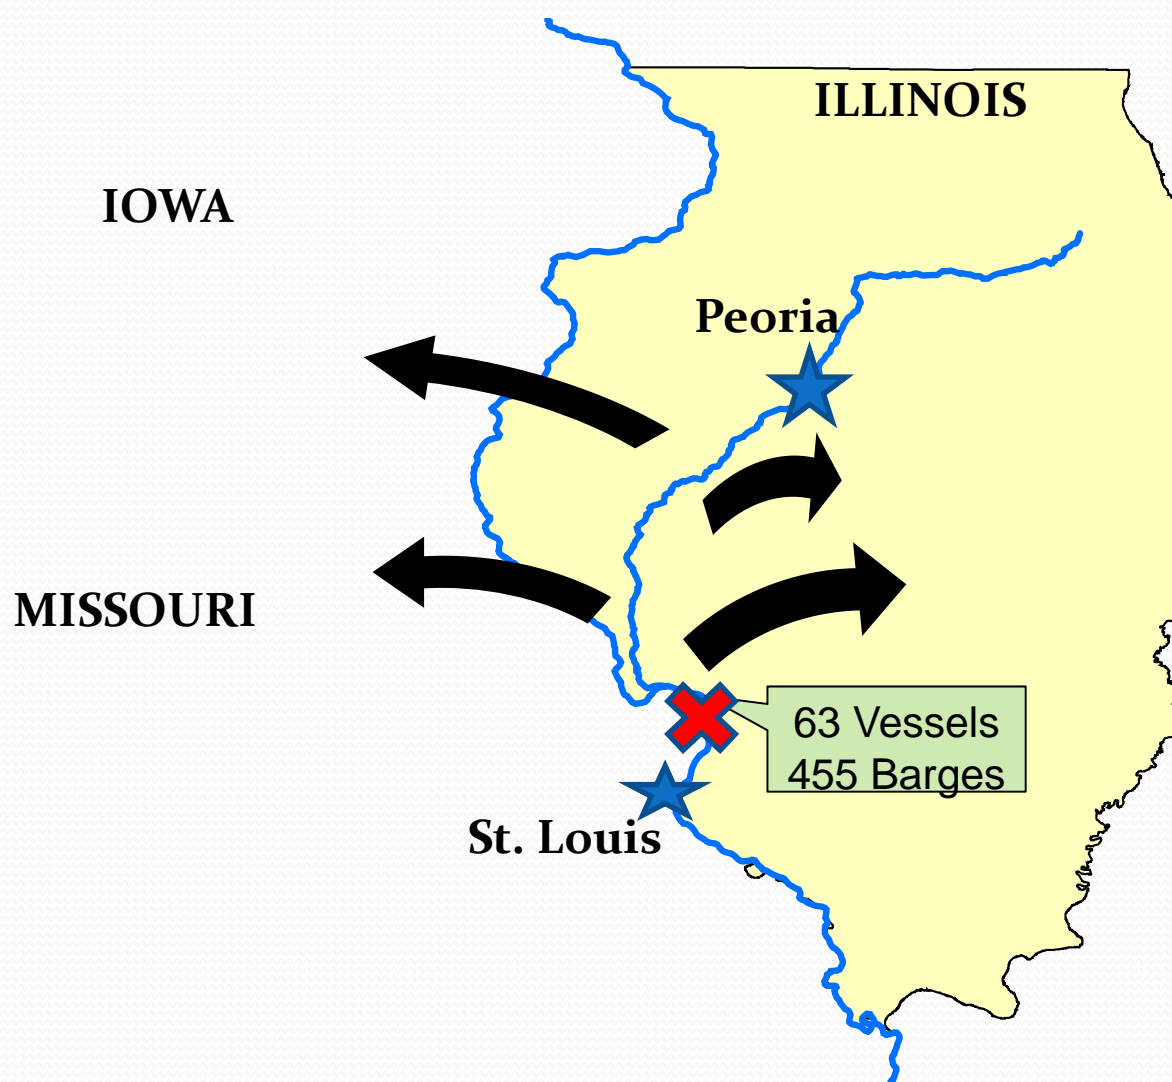 ILLINOIS
IOWA
Peoria
MISSOURI
63 Vessels
455 Barges
St. Louis